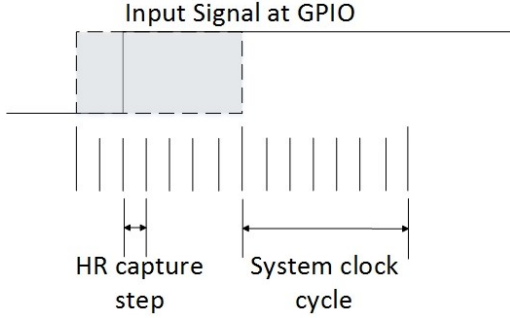 Input Signal at GPIO
HR capture
step
System clock
cycle